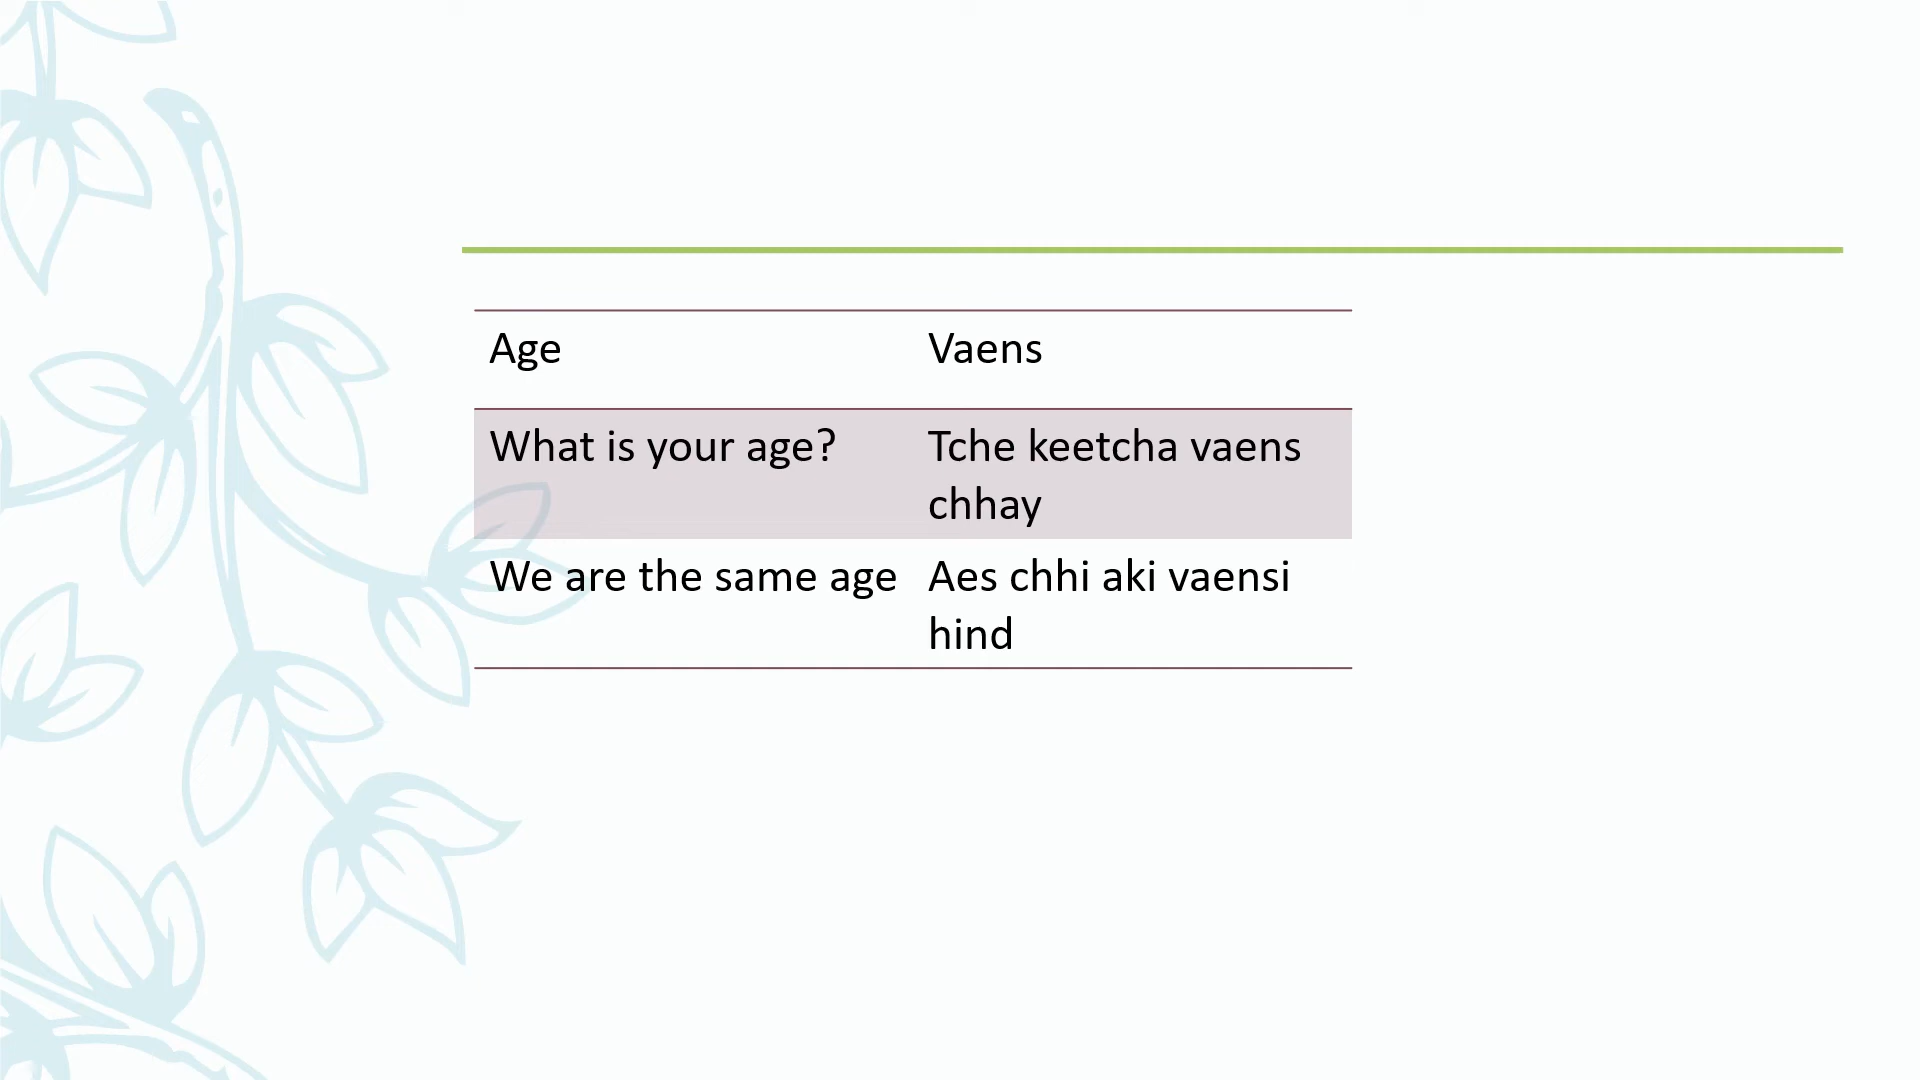 Age Vaens
What is your age? Tche keetcha vaens
chhay
We are the same age Aes chhi aki vaensi
hind